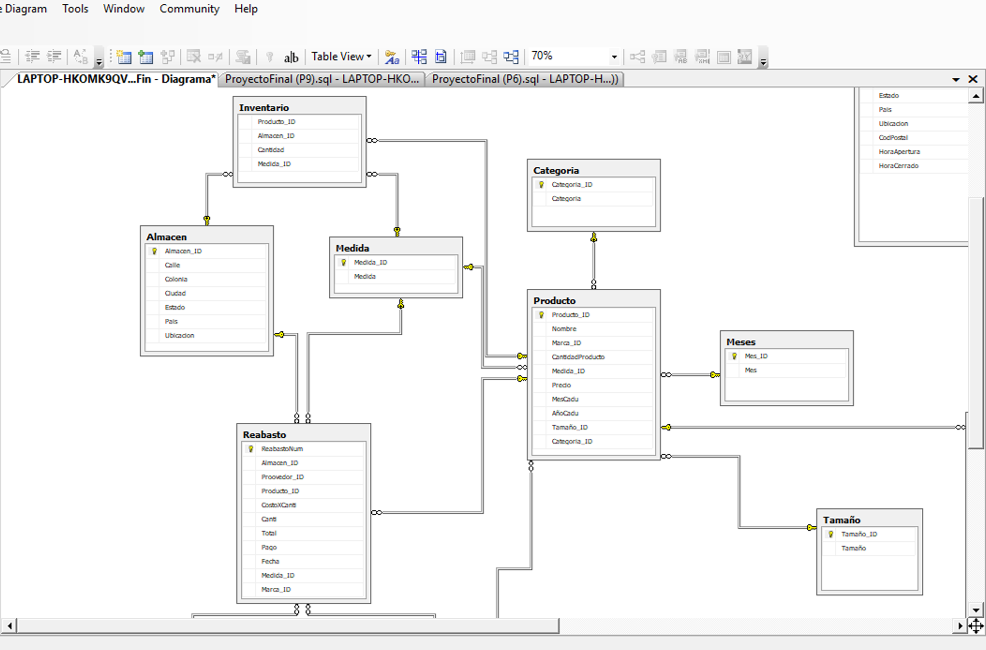 e Diagram Tools Window Community Help
Table View 70%
LAPTOP-HKOMK9QV...Fin - Diagrama* ProyectoFinal (P9).sql - LAPTOP-HKO... ProyectoFinal (P6).sql - LAPTOP-H...))
Inventario
Producto_ID
Almacen_ID
Cantidad
Medida_ID
Almacen
Almacen_ID
Calle
Colonia
Ciudad
Estado
Pais
Ubicacion
Medida
Medida_ID
Medida
Categoria
Categoria_ID
Categoria
Estado
Pais
Ubicacion
CodPostal
HoraApertura
HoraCerrado
Producto
Producto_ID
Nombre
Marca_ID
CantidadProducto
Medida_ID
Precio
MesCadu
AñoCadu
Tamaño_ID
Categoria_ID
Meses
Mes_ID
Mes
Reabasto
ReabastoNum
Almacen_ID
Proovedor_ID
Producto_ID
CostoXCanti
Canti
Total
Pago
Fecha
Medida_ID
Marca_ID
Tamaño
Tamaño_ID
Tamaño